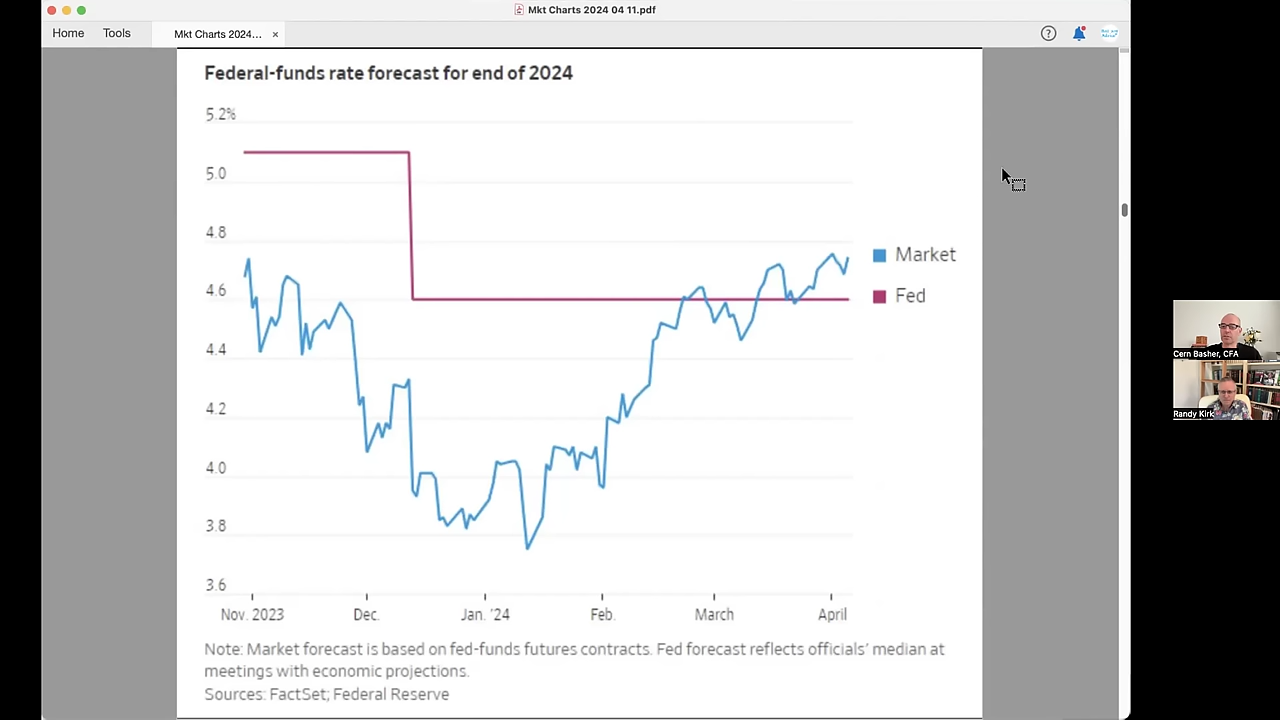 Mkt Charts 2024 04 11.pdf
Home
Tools
Mkt Charts 2024...
×
?
Federal-funds rate forecast for end of 2024
5.2%
5.0
4.8
4.6
4.4
4.2
4.0
3.8
3.6
Market
Fed
Nov. 2023 Dec. Jan. '24 Feb. March April
Note: Market forecast is based on fed-funds futures contracts. Fed forecast reflects officials' median at
meetings with economic projections.
Sources: FactSet; Federal Reserve
Cern Basher, CFA
Randy Kirk